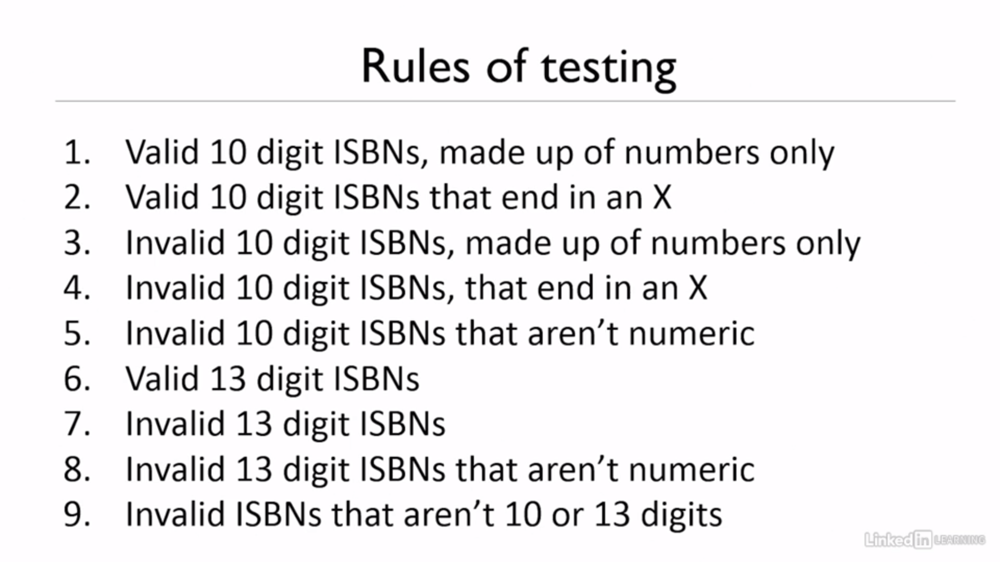 Rules of testing
1. Valid 10 digit ISBNs, made up of numbers only
2. Valid 10 digit ISBNs that end in an X
3. Invalid 10 digit ISBNs, made up of numbers only
4. Invalid 10 digit ISBNs, that end in an X
5. Invalid 10 digit ISBNs that aren’t numeric
6. Valid 13 digit ISBNs
7. Invalid 13 digit ISBNs
8. Invalid 13 digit ISBNs that aren’t numeric
9. Invalid ISBNs that aren’t 10 or 13 digits
Linked in LEARNING